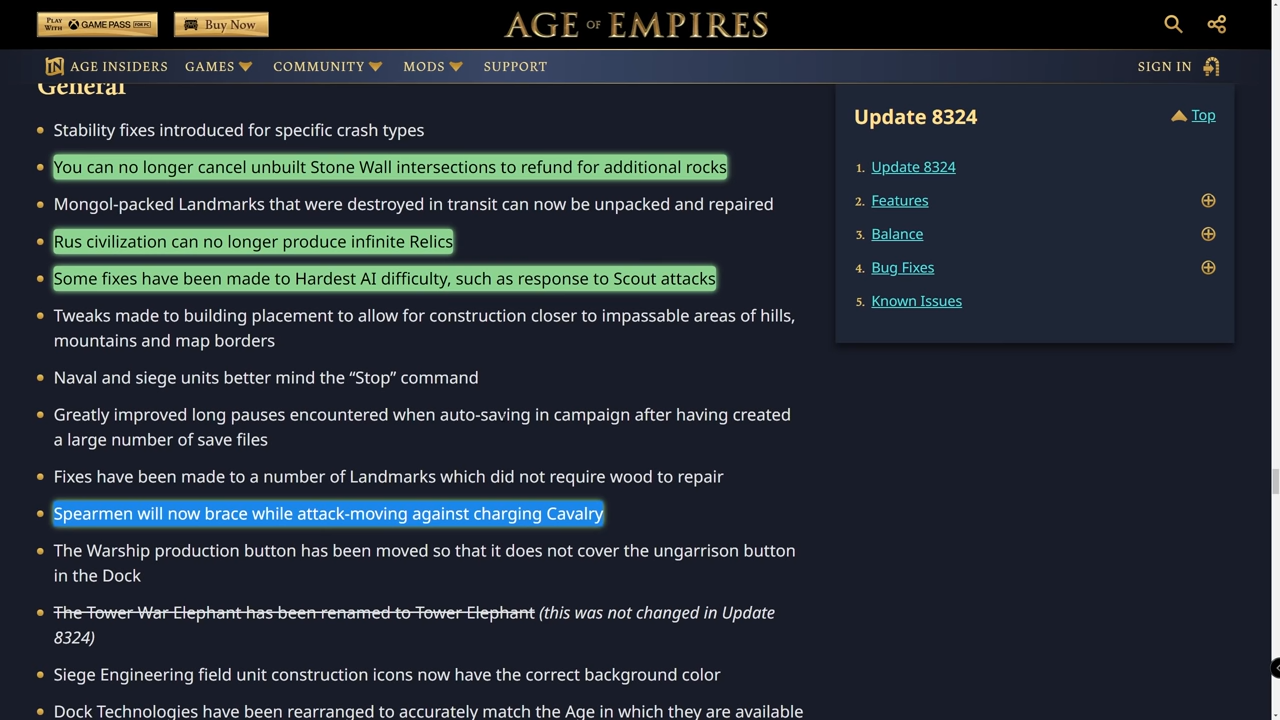 PLAY WITH XBOX GAME PASS FOR PC
Buy Now
AGE OF EMPIRES
AGE INSIDERS
GAMES
COMMUNITY
MODS
SUPPORT
SIGN IN
General
Stability fixes introduced for specific crash types
You can no longer cancel unbuilt Stone Wall intersections to refund for additional rocks
Mongol-packed Landmarks that were destroyed in transit can now be unpacked and repaired
Rus civilization can no longer produce infinite Relics
Some fixes have been made to Hardest AI difficulty, such as response to Scout attacks
Tweaks made to building placement to allow for construction closer to impassable areas of hills,
mountains and map borders
Naval and siege units better mind the “Stop” command
Greatly improved long pauses encountered when auto-saving in campaign after having created
a large number of save files
Fixes have been made to a number of Landmarks which did not require wood to repair
Spearmen will now brace while attack-moving against charging Cavalry
The Warship production button has been moved so that it does not cover the ungarrison button
in the Dock
The Tower War Elephant has been renamed to Tower Elephant (this was not changed in Update
8324)
Siege Engineering field unit construction icons now have the correct background color
Dock Technologies have been rearranged to accurately match the Age in which they are available
Update 8324
Top
1. Update 8324
2. Features
3. Balance
4. Bug Fixes
5. Known Issues